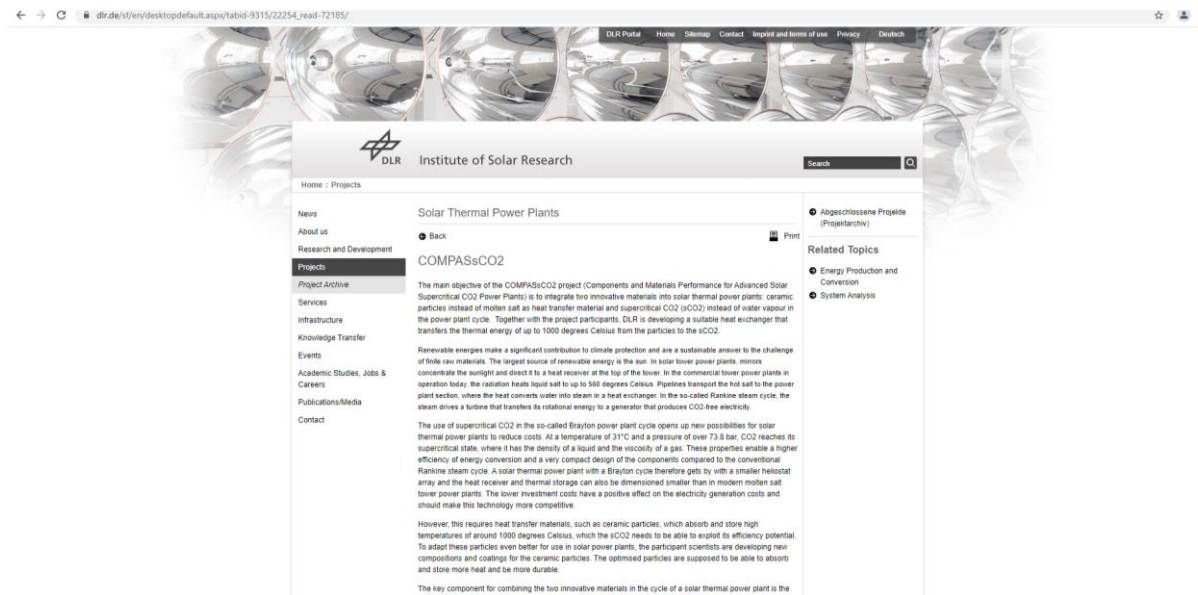 dlr.de/sf/en/desktopdefault.aspx/tabid-9315/22254_read-72185/
DLR Portal Home Sitemap Contact Imprint and terms of use Privacy Deutsch
DLR
Institute of Solar Research
Search
Home : Projects
News
About us
Research and Development
Projects
Project Archive
Services
Infrastructure
Knowledge Transfer
Events
Academic Studies, Jobs &
Careers
Publications/Media
Contact
Solar Thermal Power Plants
Back
Print
COMPASsCO2
The main objective of the COMPASsCO2 project (Components and Materials Performance for Advanced Solar
Supercritical CO2 Power Plants) is to integrate two innovative materials into solar thermal power plants: ceramic
particles instead of molten salt as heat transfer material and supercritical CO2 (sCO2) instead of water vapour in
the power plant cycle. Together with the project participants, DLR is developing a suitable heat exchanger that
transfers the thermal energy of up to 1000 degrees Celsius from the particles to the sCO2.
Renewable energies make a significant contribution to climate protection and are a sustainable answer to the challenge
of finite raw materials. The largest source of renewable energy is the sun. In solar tower power plants, mirrors
concentrate the sunlight and direct it to a heat receiver at the top of the tower. In the commercial tower power plants in
operation today, the radiation heats liquid salt to up to 560 degrees Celsius. Pipelines transport the hot salt to the power
plant section, where the heat converts water into steam in a heat exchanger. In the so-called Rankine steam cycle, the
steam drives a turbine that transfers its rotational energy to a generator that produces CO2-free electricity.
The use of supercritical CO2 in the so-called Brayton power plant cycle opens up new possibilities for solar
thermal power plants to reduce costs. At a temperature of 31°C and a pressure of over 73.8 bar, CO2 reaches its
supercritical state, where it has the density of a liquid and the viscosity of a gas. These properties enable a higher
efficiency of energy conversion and a very compact design of the components compared to the conventional
Rankine steam cycle. A solar thermal power plant with a Brayton cycle therefore gets by with a smaller heliostat
array and the heat receiver and thermal storage can also be dimensioned smaller than in modern molten salt
tower power plants. The lower investment costs have a positive effect on the electricity generation costs and
should make this technology more competitive.
However, this requires heat transfer materials, such as ceramic particles, which absorb and store high
temperatures of around 1000 degrees Celsius, which the sCO2 needs to be able to exploit its efficiency potential.
To adapt these particles even better for use in solar power plants, the participant scientists are developing new
compositions and coatings for the ceramic particles. The optimised particles are supposed to be able to absorb
and store more heat and be more durable.
The key component for combining the two innovative materials in the cycle of a solar thermal power plant is the
Abgeschlossene Projekte
(Projektarchiv)
Related Topics
Energy Production and
Conversion
System Analysis